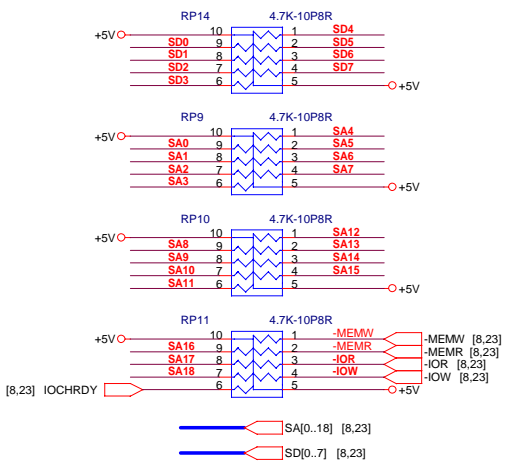 RP14 4.7K-10P8R
+5V 10 1 SD4
SD0 9 2 SD5
SD1 8 3 SD6
SD2 7 4 SD7
SD3 6 5 +5V
RP9 4.7K-10P8R
+5V 10 1 SA4
SA0 9 2 SA5
SA1 8 3 SA6
SA2 7 4 SA7
SA3 6 5 +5V
RP10 4.7K-10P8R
+5V 10 1 SA12
SA8 9 2 SA13
SA9 8 3 SA14
SA10 7 4 SA15
SA11 6 5 +5V
RP11 4.7K-10P8R
+5V 10 1 -MEMW -MEMW [8,23]
SA16 9 2 -MEMR -MEMR [8,23]
SA17 8 3 -IOR -IOR [8,23]
SA18 7 4 -IOW -IOW [8,23]
[8,23] IOCHRDY 6 5 +5V
SA[0..18] [8,23]
SD[0..7] [8,23]